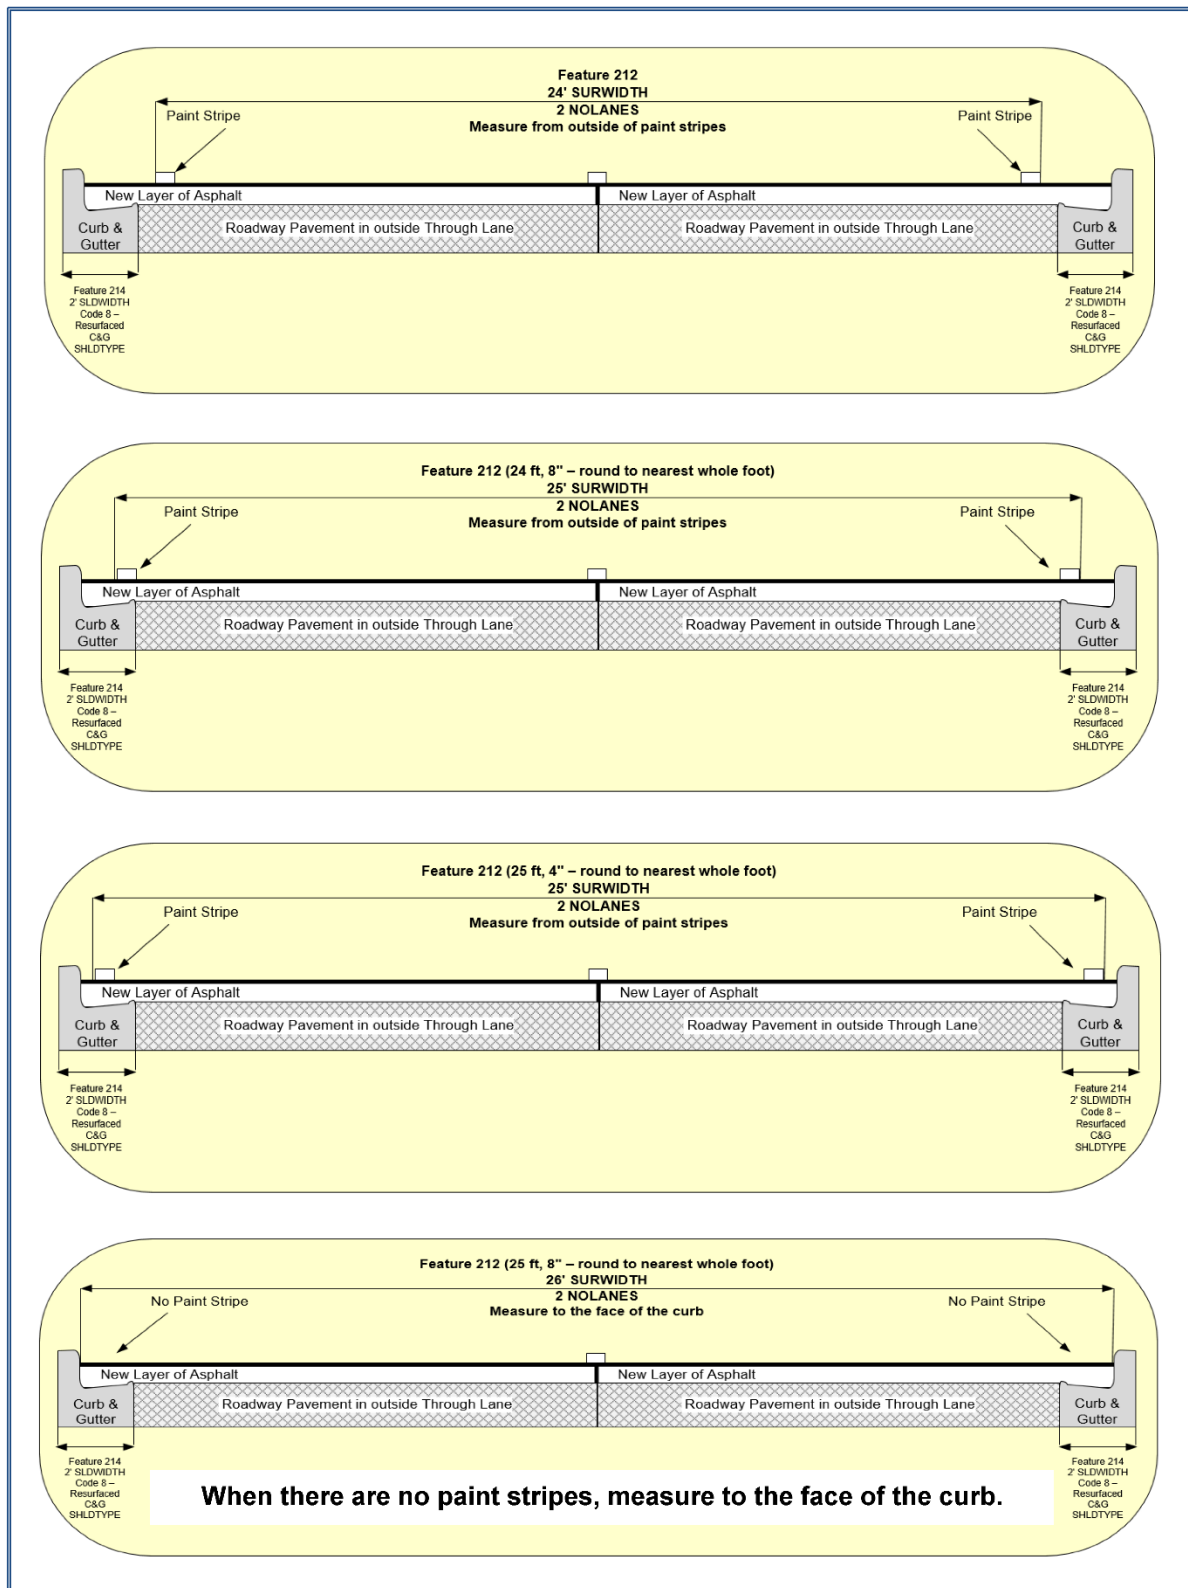 Feature 212
24' SURWIDTH
2 NOLANES
Measure from outside of paint stripes
Paint Stripe
Paint Stripe
New Layer of Asphalt
New Layer of Asphalt
Curb &
Gutter
Roadway Pavement in outside Through Lane
Roadway Pavement in outside Through Lane
Curb &
Gutter
Feature 214
2' SLDWIDTH
Code 8 –
Resurfaced
C&G
SHLDTYPE
Feature 214
2' SLDWIDTH
Code 8 –
Resurfaced
C&G
SHLDTYPE
Feature 212 (24 ft, 8" – round to nearest whole foot)
25' SURWIDTH
2 NOLANES
Measure from outside of paint stripes
Paint Stripe
Paint Stripe
New Layer of Asphalt
New Layer of Asphalt
Curb &
Gutter
Roadway Pavement in outside Through Lane
Roadway Pavement in outside Through Lane
Curb &
Gutter
Feature 214
2' SLDWIDTH
Code 8 –
Resurfaced
C&G
SHLDTYPE
Feature 214
2' SLDWIDTH
Code 8 –
Resurfaced
C&G
SHLDTYPE
Feature 212 (25 ft, 4" – round to nearest whole foot)
25' SURWIDTH
2 NOLANES
Measure from outside of paint stripes
Paint Stripe
Paint Stripe
New Layer of Asphalt
New Layer of Asphalt
Curb &
Gutter
Roadway Pavement in outside Through Lane
Roadway Pavement in outside Through Lane
Curb &
Gutter
Feature 214
2' SLDWIDTH
Code 8 –
Resurfaced
C&G
SHLDTYPE
Feature 214
2' SLDWIDTH
Code 8 –
Resurfaced
C&G
SHLDTYPE
Feature 212 (25 ft, 8" – round to nearest whole foot)
26' SURWIDTH
2 NOLANES
Measure to the face of the curb
No Paint Stripe
No Paint Stripe
New Layer of Asphalt
New Layer of Asphalt
Curb &
Gutter
Roadway Pavement in outside Through Lane
Roadway Pavement in outside Through Lane
Curb &
Gutter
Feature 214
2' SLDWIDTH
Code 8 –
Resurfaced
C&G
SHLDTYPE
Feature 214
2' SLDWIDTH
Code 8 –
Resurfaced
C&G
SHLDTYPE
When there are no paint stripes, measure to the face of the curb.